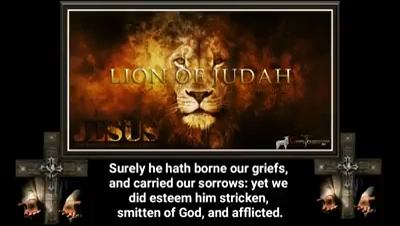 LION OF JUDAH
JESUS
Surely he hath borne our griefs,
and carried our sorrows: yet we
did esteem him stricken,
smitten of God, and afflicted.